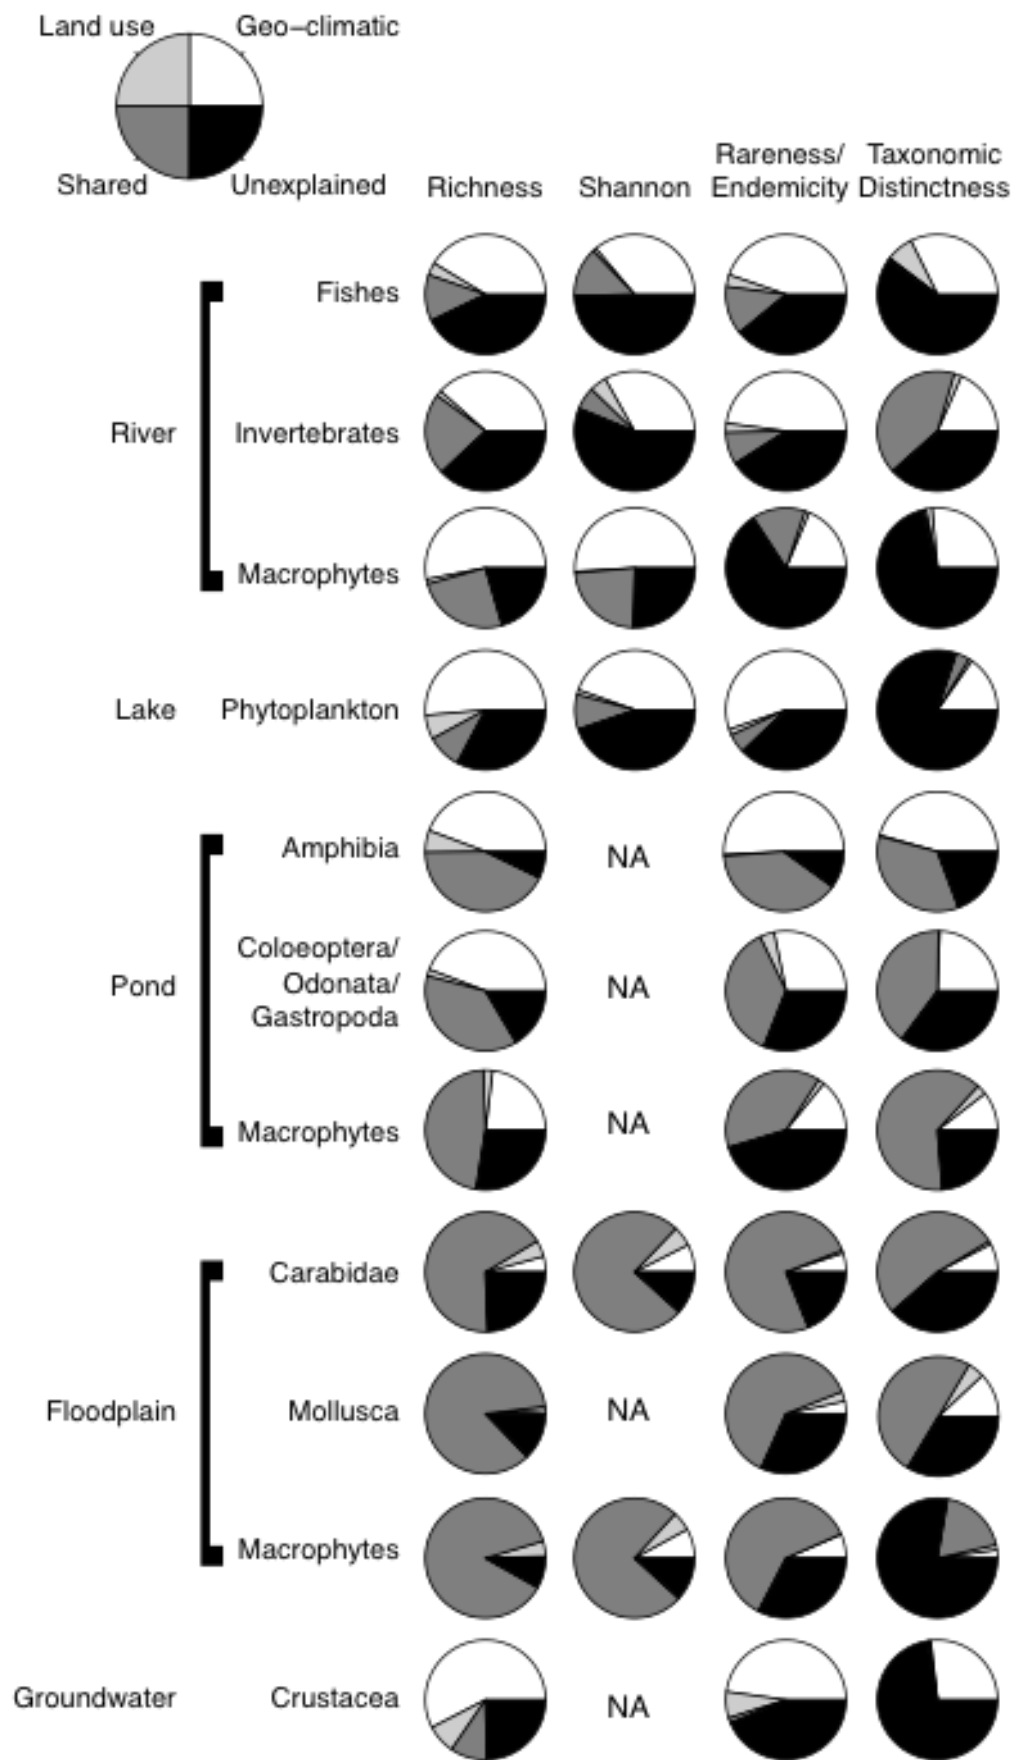 Land use Geo–climatic
Shared Unexplained
Rareness/ Taxonomic
Richness Shannon Endemicity Distinctness
Fishes
River Invertebrates
Macrophytes
Lake Phytoplankton
Amphibia NA
Coloeoptera/
Pond Odonata/ NA
Gastropoda
Macrophytes NA
Carabidae
Floodplain Mollusca NA
Macrophytes
Groundwater Crustacea NA